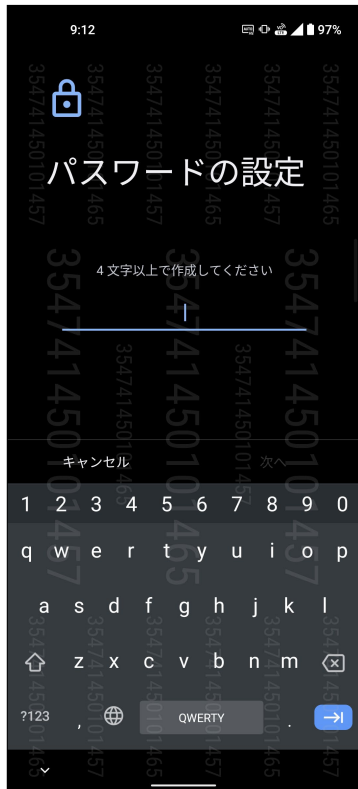 9:12
97%
パスワードの設定
4 文字以上で作成してください
キャンセル
次へ
1 2 3 4 5 6 7 8 9 0
q w e r t y u i o p
a s d f g h j k l
z x c v b n m
?123 , QWERTY .
354741450101457
354741450101465